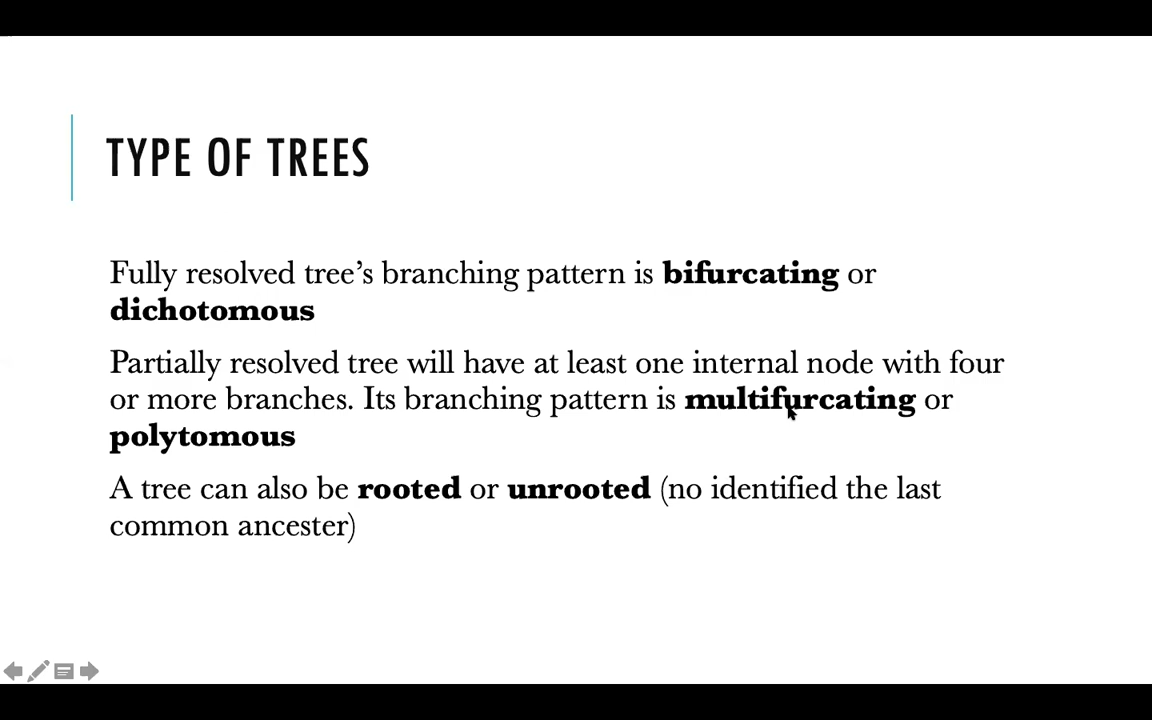 TYPE OF TREES
Fully resolved tree’s branching pattern is bifurcating or
dichotomous
Partially resolved tree will have at least one internal node with four
or more branches. Its branching pattern is multifurcating or
polytomous
A tree can also be rooted or unrooted (no identified the last
common ancester)